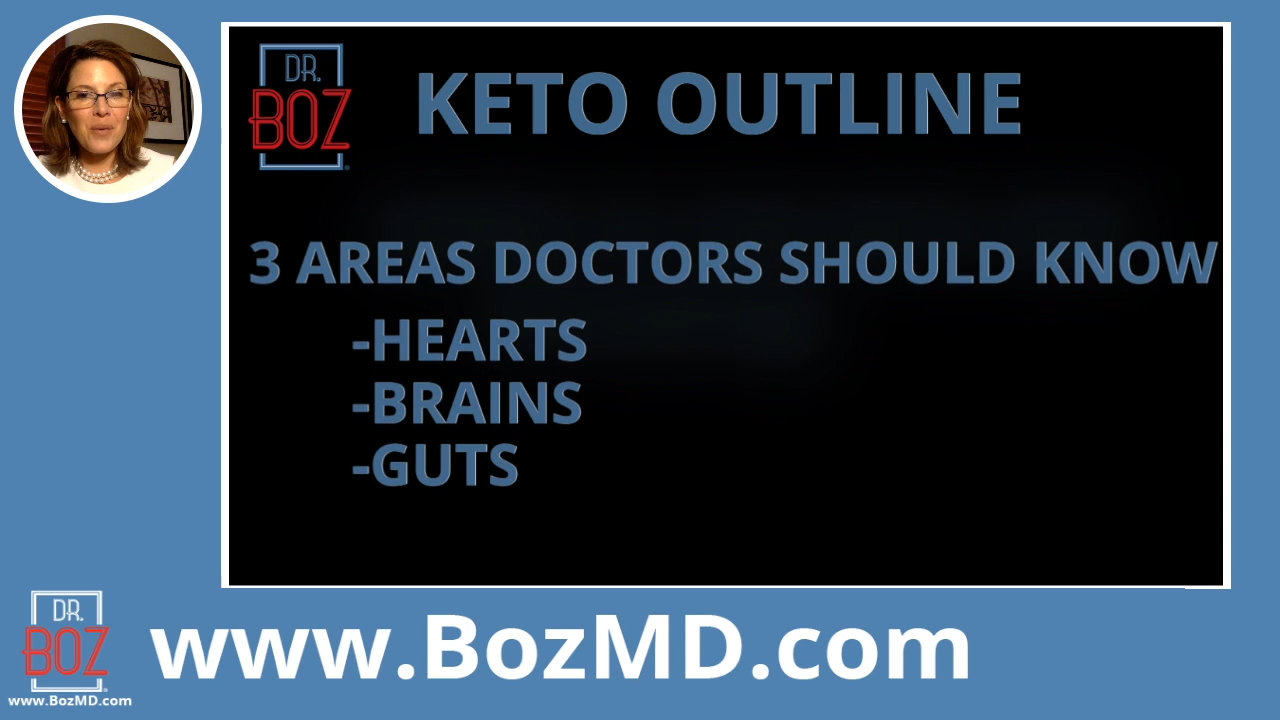 DR.
BOZ
KETO OUTLINE
3 AREAS DOCTORS SHOULD KNOW
-HEARTS
-BRAINS
-GUTS
DR.
BOZ
www.BozMD.com
www.BozMD.com